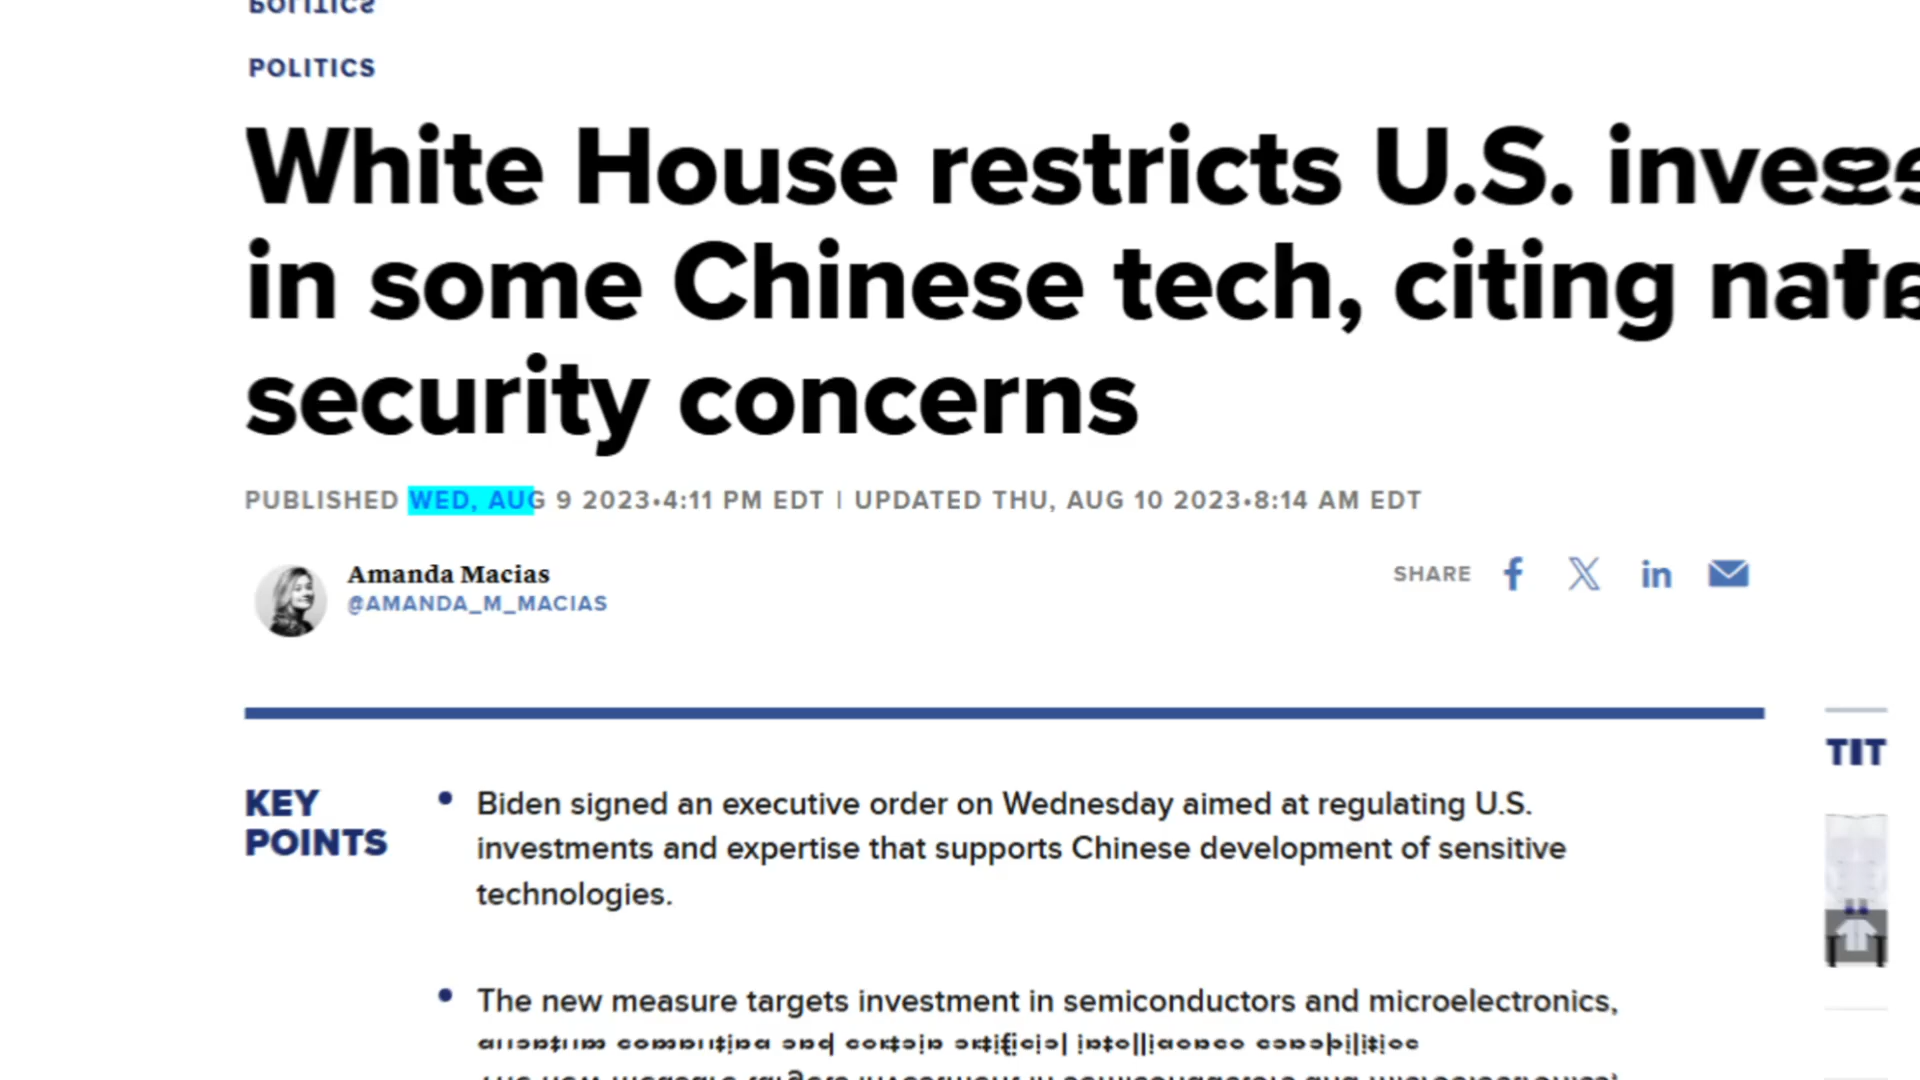 POLITICS
White House restricts U.S.
in some Chinese tech, citing
security concerns
PUBLISHED WED, AUG 9 2023•4:11 PM EDT | UPDATED THU, AUG 10 2023•8:14 AM EDT
Amanda Macias
@AMANDA_M_MACIAS
SHARE
KEY
POINTS
Biden signed an executive order on Wednesday aimed at regulating U.S.
investments and expertise that supports Chinese development of sensitive
technologies.
The new measure targets investment in semiconductors and microelectronics,